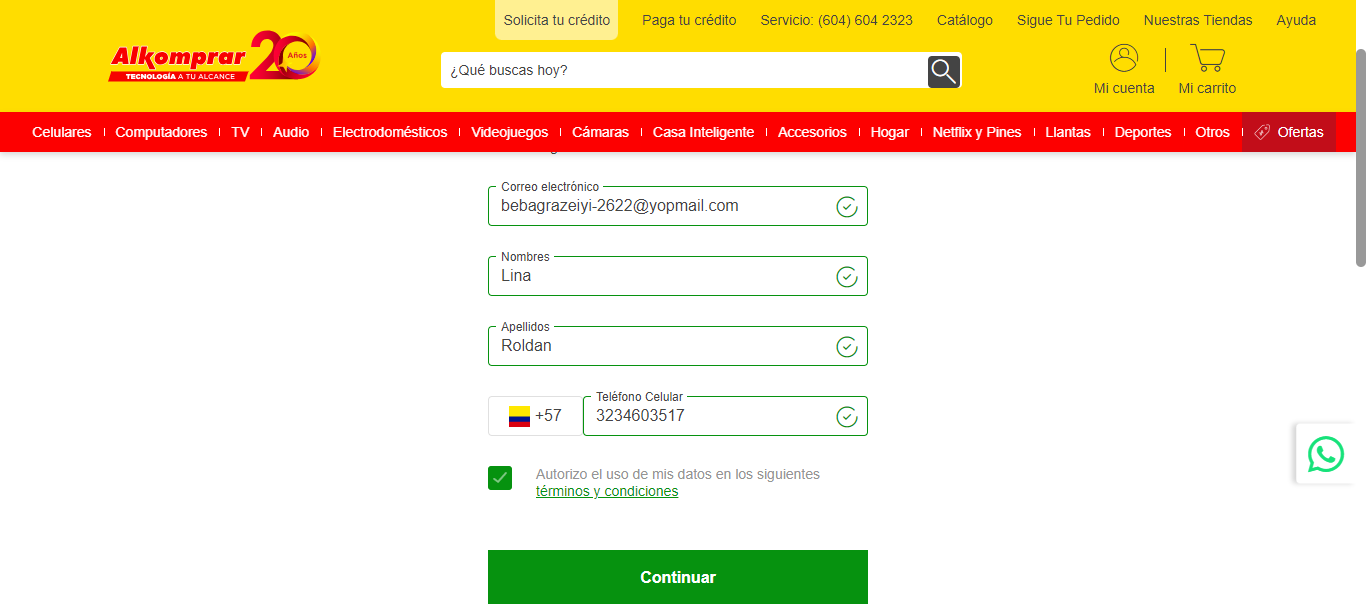 Solicita tu crédito Paga tu crédito Servicio: (604) 604 2323 Catálogo Sigue Tu Pedido Nuestras Tiendas Ayuda
Alkomprar 20 Años
TECNOLOGÍA A TU ALCANCE
¿Qué buscas hoy?
Mi cuenta Mi carrito
Celulares Computadores TV Audio Electrodomésticos Videojuegos Cámaras Casa Inteligente Accesorios Hogar Netflix y Pines Llantas Deportes Otros Ofertas
Correo electrónico
bebagrazeiyi-2622@yopmail.com
Nombres
Lina
Apellidos
Roldan
Teléfono Celular
+57 3234603517
Autorizo el uso de mis datos en los siguientes
términos y condiciones
Continuar